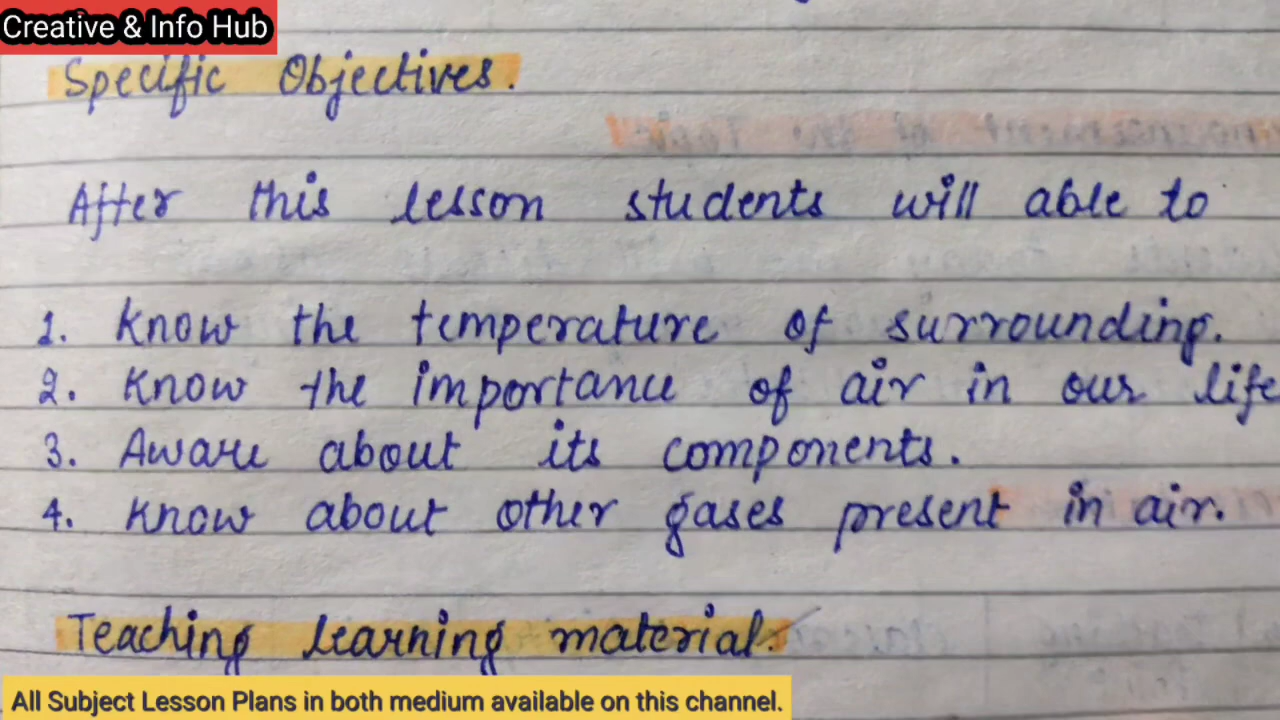 Creative & Info Hub
Specific Objectives.
After this lesson students will able to
1. Know the temperature of surrounding.
2. Know the importance of air in our life
3. Aware about its components.
4. Know about other gases present in air.
Teaching learning material.
All Subject Lesson Plans in both medium available on this channel.